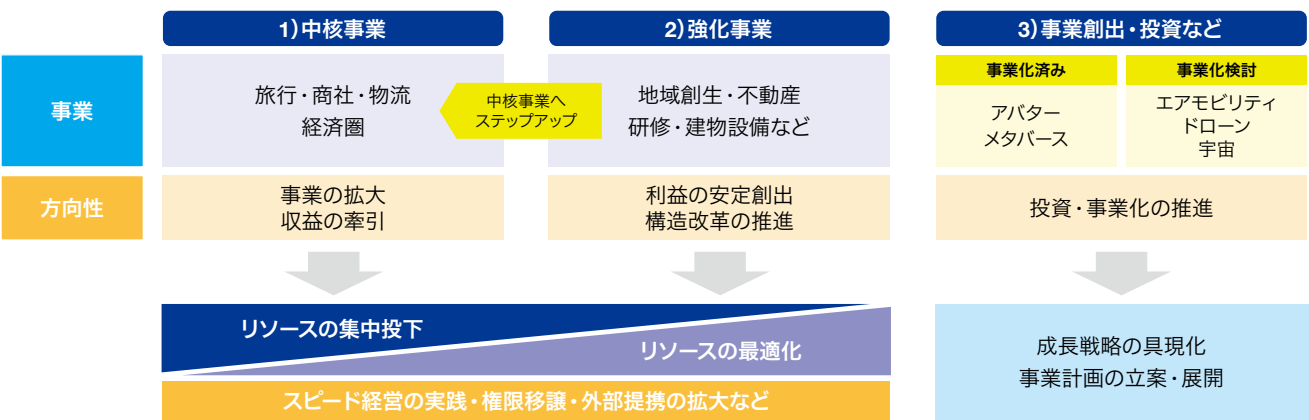 1)中核事業
2)強化事業
3)事業創出・投資など
事業
旅行・商社・物流
経済圏
中核事業へ
ステップアップ
地域創生・不動産
研修・建物設備など
事業化済み
アバター
メタバース
事業化検討
エアモビリティ
ドローン
宇宙
方向性
事業の拡大
収益の牽引
利益の安定創出
構造改革の推進
投資・事業化の推進
リソースの集中投下
リソースの最適化
スピード経営の実践・権限移譲・外部提携の拡大など
成長戦略の具現化
事業計画の立案・展開